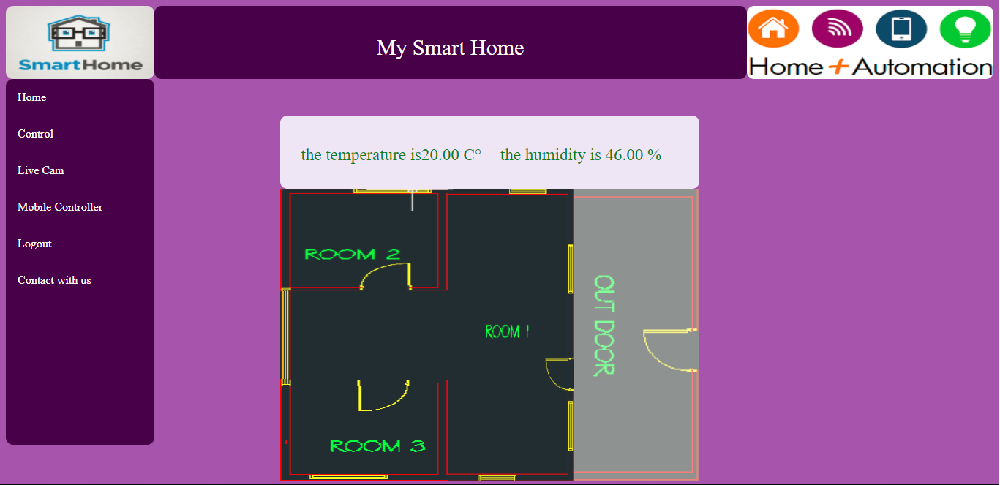 SmartHome
My Smart Home
Home+Automation
Home
Control
Live Cam
Mobile Controller
Logout
Contact with us
the temperature is20.00 C° the humidity is 46.00 %
ROOM 2
ROOM 1
OUT DOOR
ROOM 3